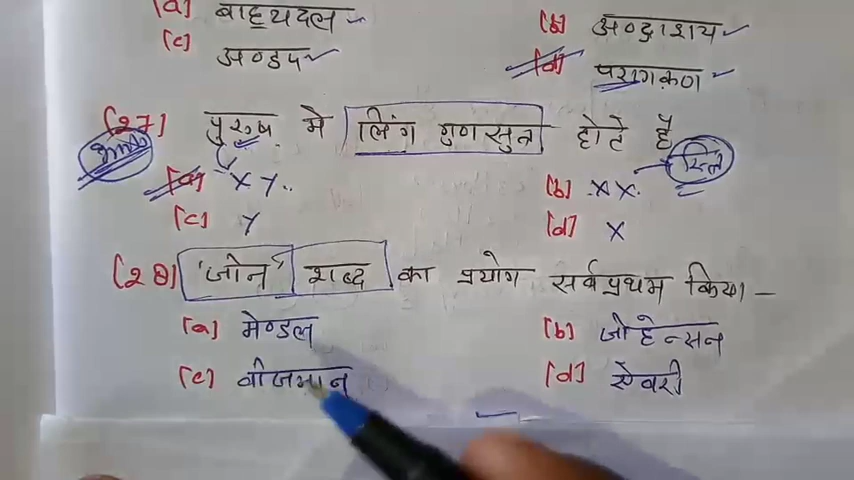 (a) बाह्यदल (b) अण्डाशय
(c) अण्डप (d) परागकण
(27) पुरुष मे लिंग गुणसुत्र होते हैं
(a) XY (b) XX
(c) Y (d) X
(28) 'जीन' शब्द का प्रयोग सर्वप्रथम किया —
(a) मेण्डल (b) जोहेन्सन
(c) वीजमान (d)